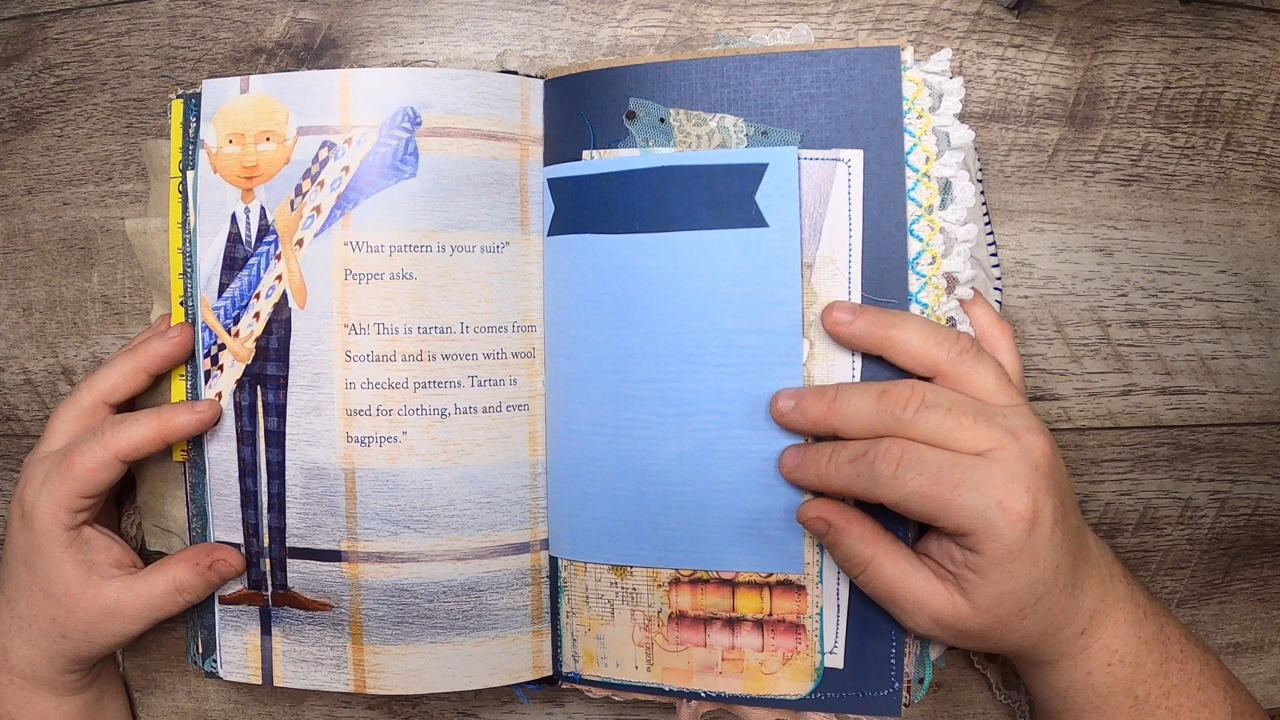 “What pattern is your suit?”
Pepper asks.
“Ah! This is tartan. It comes from
Scotland and is woven with wool
in checked patterns. Tartan is
used for clothing, hats and even
bagpipes.”